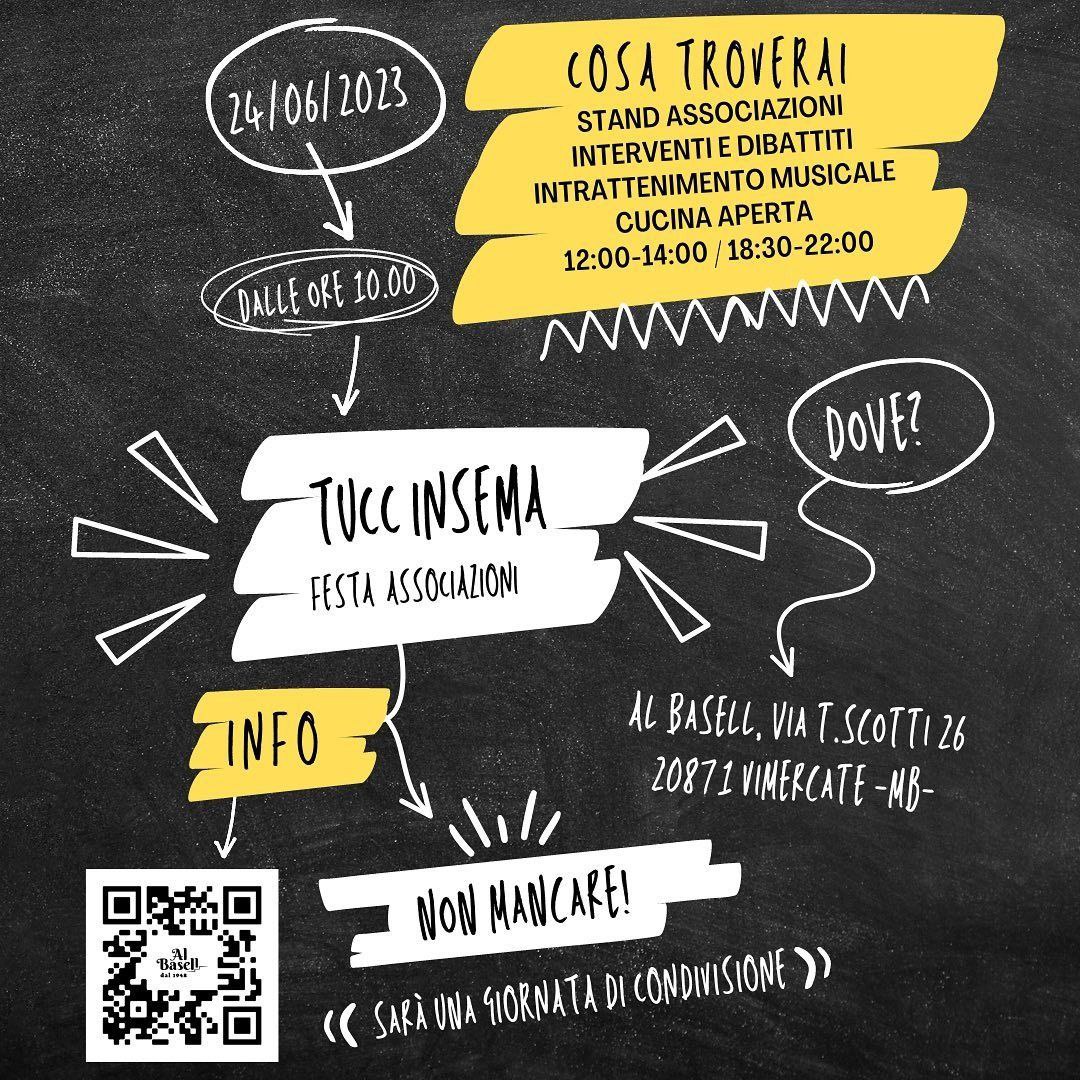 24/06/2023
DALLE ORE 10.00
COSA TROVERAI
STAND ASSOCIAZIONI
INTERVENTI E DIBATTITI
INTRATTENIMENTO MUSICALE
CUCINA APERTA
12:00-14:00 / 18:30-22:00
TUCC INSEMA
FESTA ASSOCIAZIONI
DOVE?
AL BASELL, VIA T.SCOTTI 26
20871 VIMERCATE -MB-
INFO
Al
Basell
dal 1948
NON MANCARE!
« SARÀ UNA GIORNATA DI CONDIVISIONE »